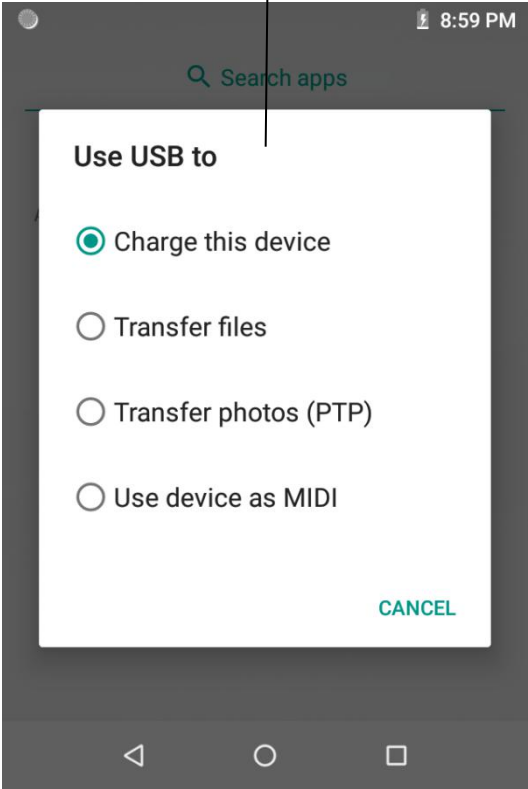 8:59 PM
Search apps
Use USB to
Charge this device
Transfer files
Transfer photos (PTP)
Use device as MIDI
CANCEL